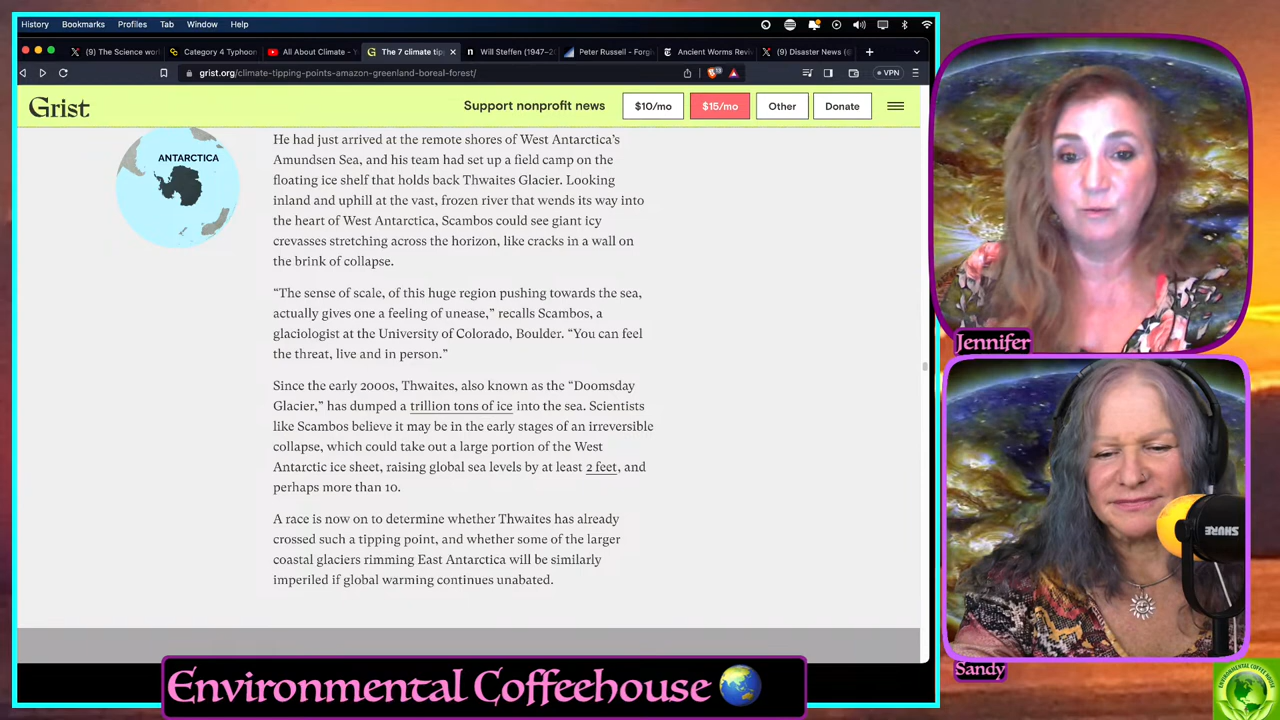 History Bookmarks Profiles Tab Window Help
(9) The Science wor
Category 4 Typhoon
All About Climate - Y
The 7 climate tip
Will Steffen (1947–20
Peter Russell - Forgi
Ancient Worms Revi
(9) Disaster News (@
grist.org/climate-tipping-points-amazon-greenland-boreal-forest/
VPN
Grist
Support nonprofit news
$10/mo
$15/mo
Other
Donate
ANTARCTICA
He had just arrived at the remote shores of West Antarctica’s
Amundsen Sea, and his team had set up a field camp on the
floating ice shelf that holds back Thwaites Glacier. Looking
inland and uphill at the vast, frozen river that wends its way into
the heart of West Antarctica, Scambos could see giant icy
crevasses stretching across the horizon, like cracks in a wall on
the brink of collapse.
“The sense of scale, of this huge region pushing towards the sea,
actually gives one a feeling of unease,” recalls Scambos, a
glaciologist at the University of Colorado, Boulder. “You can feel
the threat, live and in person.”
Since the early 2000s, Thwaites, also known as the “Doomsday
Glacier,” has dumped a trillion tons of ice into the sea. Scientists
like Scambos believe it may be in the early stages of an irreversible
collapse, which could take out a large portion of the West
Antarctic ice sheet, raising global sea levels by at least 2 feet, and
perhaps more than 10.
A race is now on to determine whether Thwaites has already
crossed such a tipping point, and whether some of the larger
coastal glaciers rimming East Antarctica will be similarly
imperiled if global warming continues unabated.
Jennifer
SHURE
Sandy
Environmental Coffeehouse
ENVIRONMENTAL COFFEEHOUSE